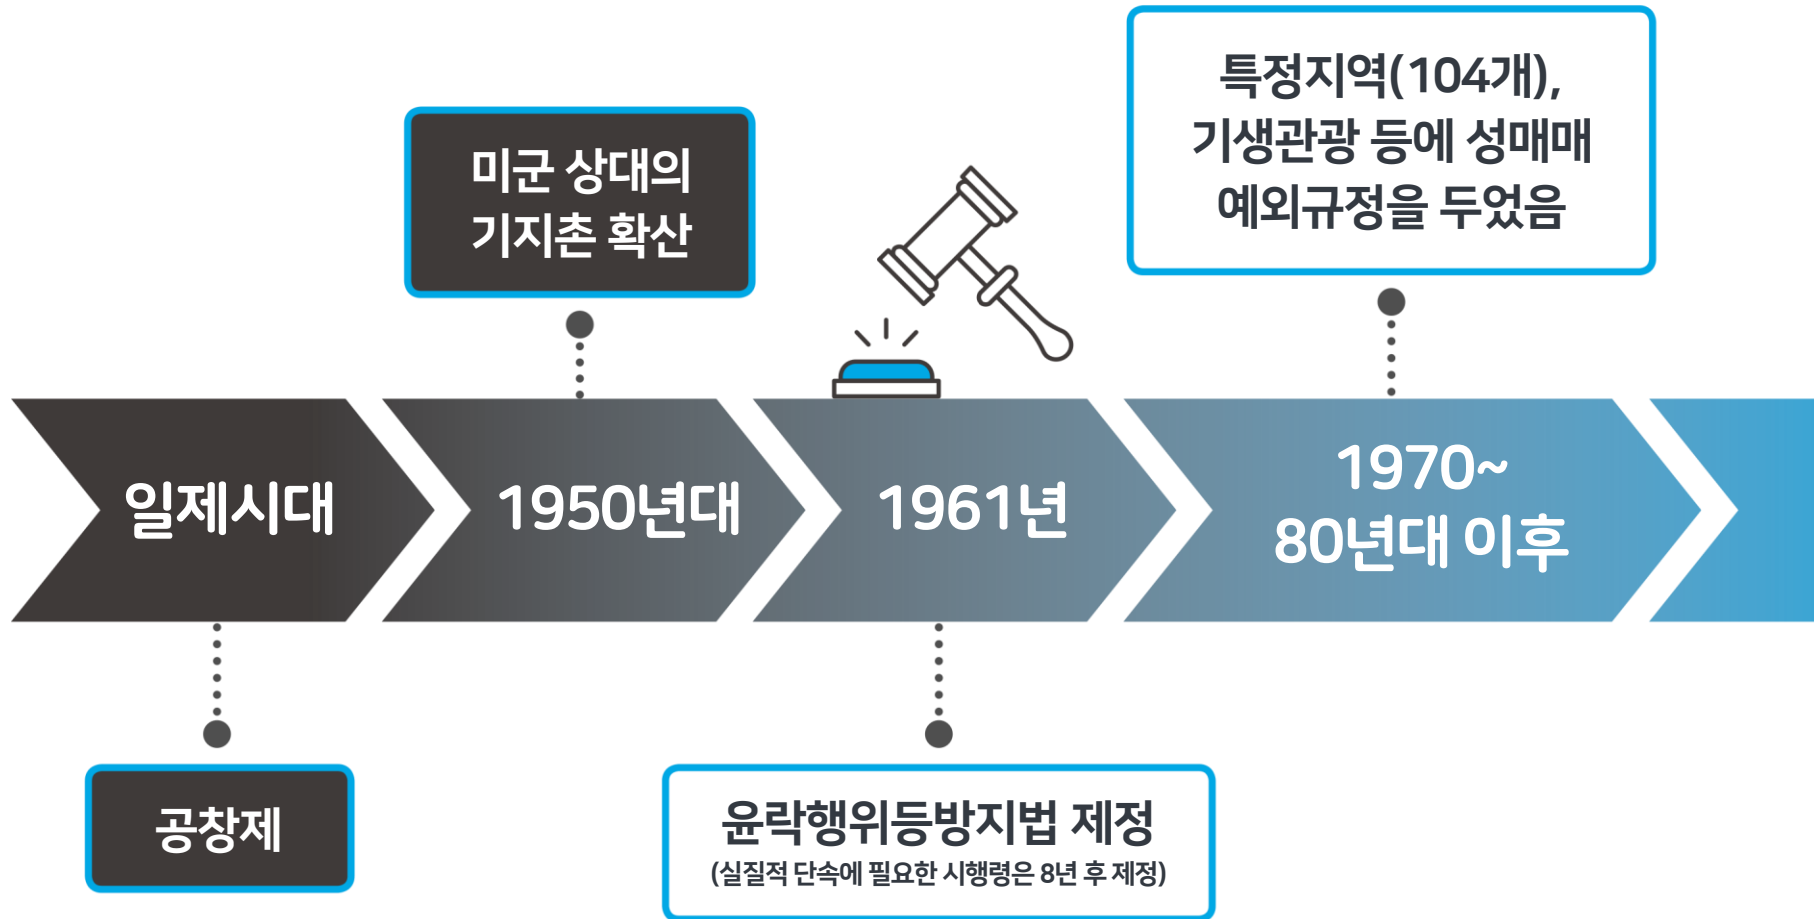 특정지역(104개),
기생관광 등에 성매매
예외규정을 두었음
미군 상대의
기지촌 확산
일제시대
1950년대
1961년
1970~
80년대 이후
공창제
윤락행위등방지법 제정
(실질적 단속에 필요한 시행령은 8년 후 제정)